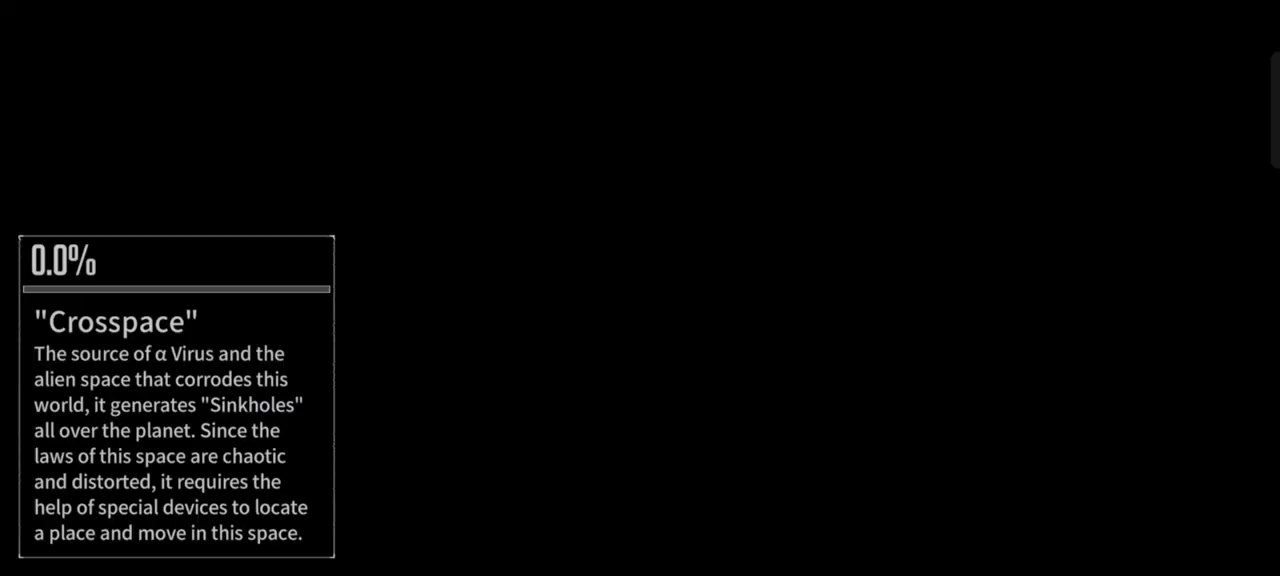 0.0%
"Crosspace"
The source of α Virus and the
alien space that corrodes this
world, it generates "Sinkholes"
all over the planet. Since the
laws of this space are chaotic
and distorted, it requires the
help of special devices to locate
a place and move in this space.